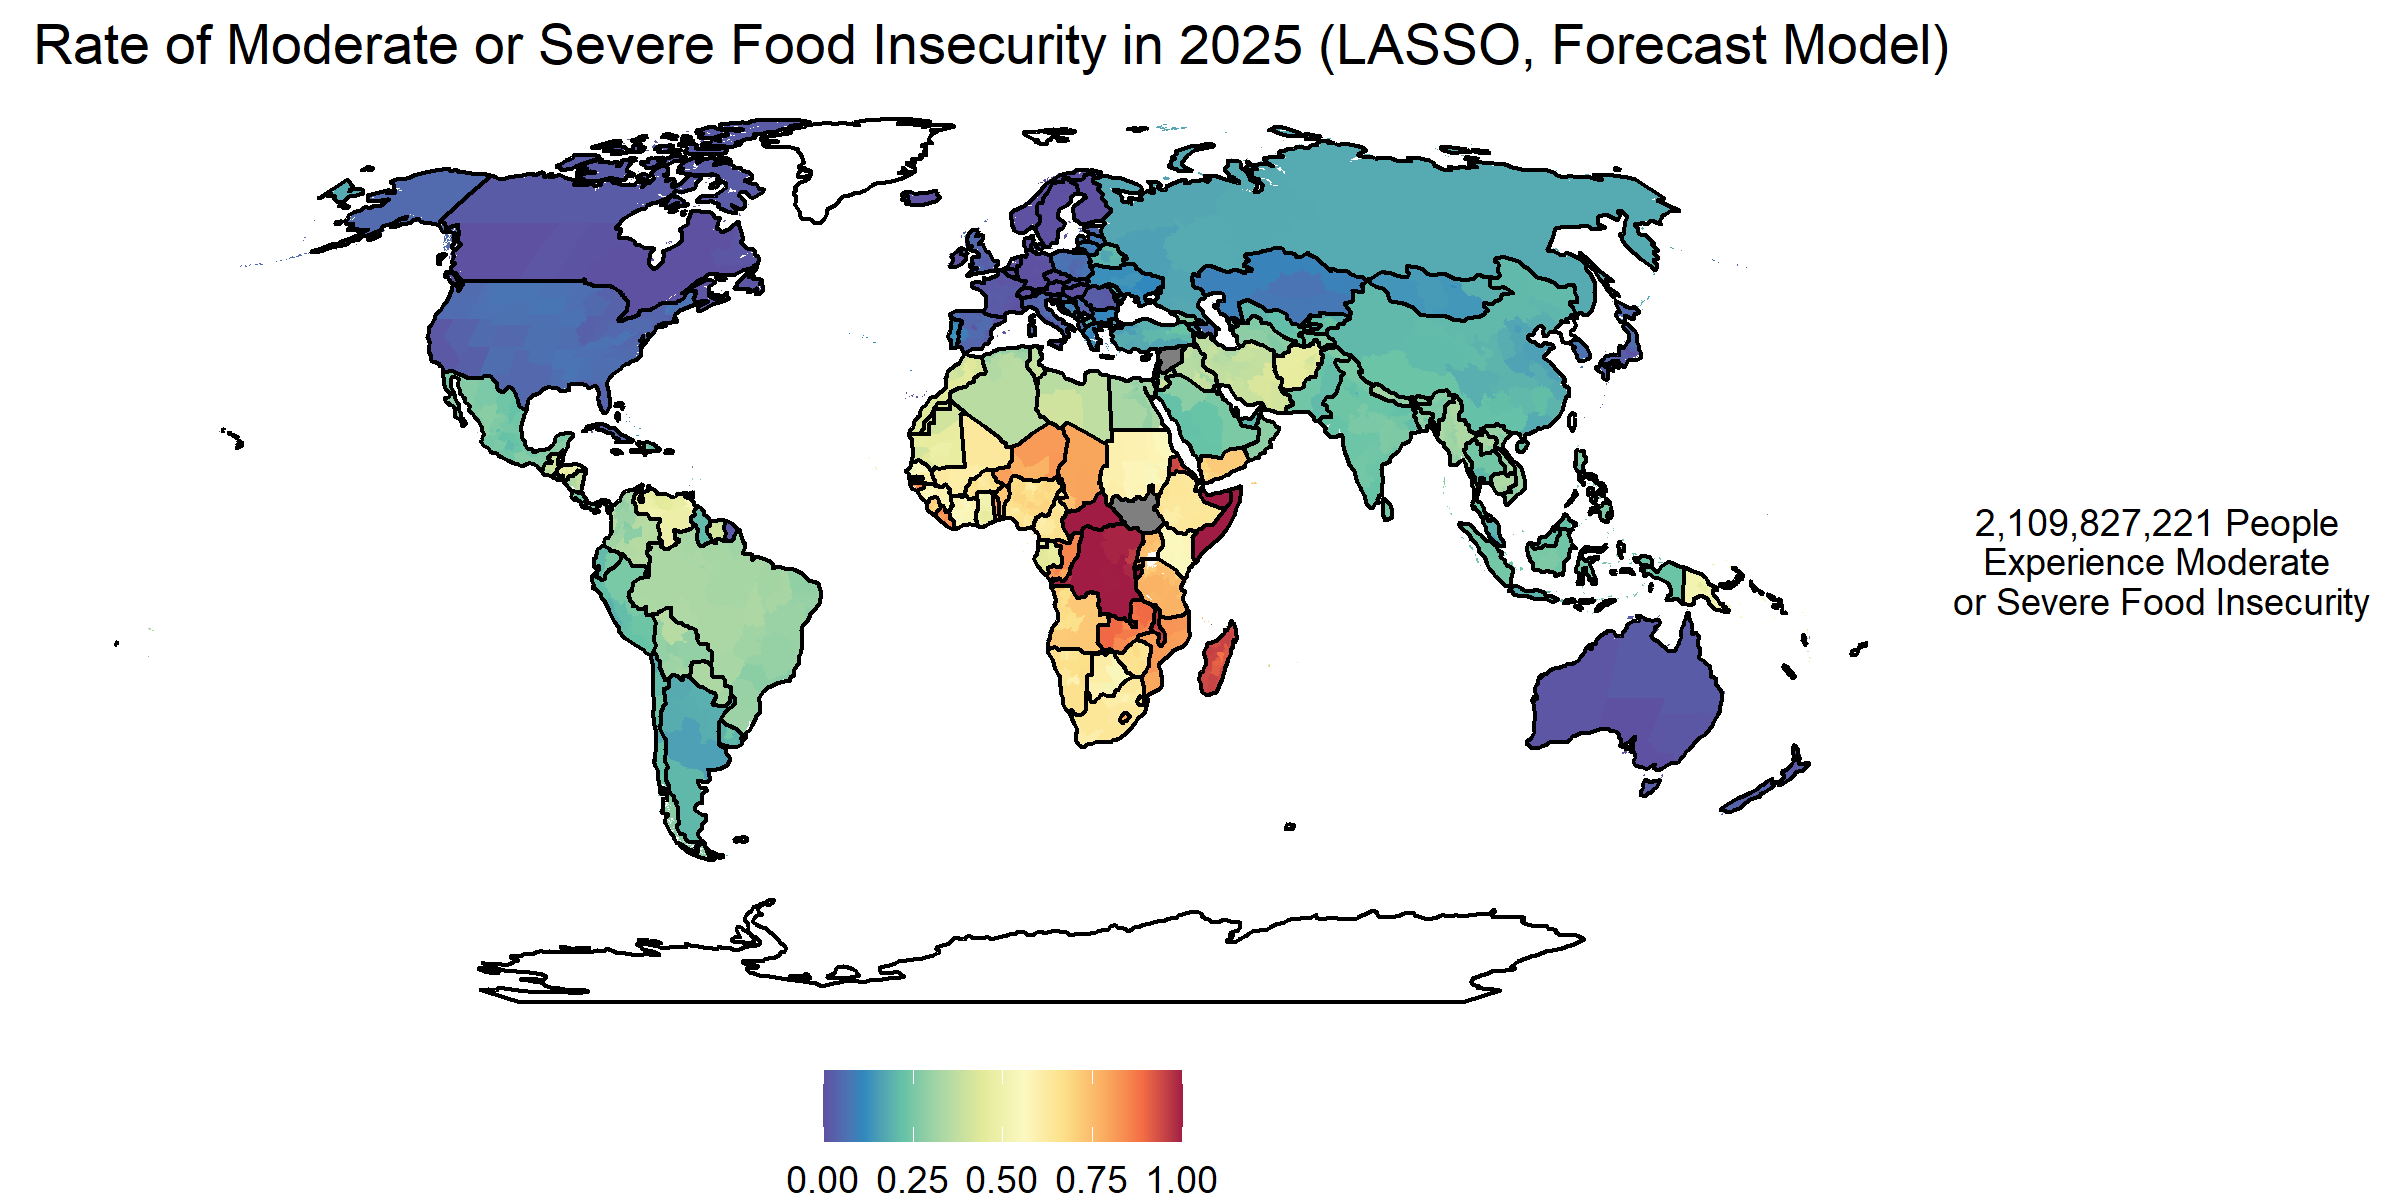 Rate of Moderate or Severe Food Insecurity in 2025 (LASSO, Forecast Model)
2,109,827,221 People
Experience Moderate
or Severe Food Insecurity
0.00 0.25 0.50 0.75 1.00